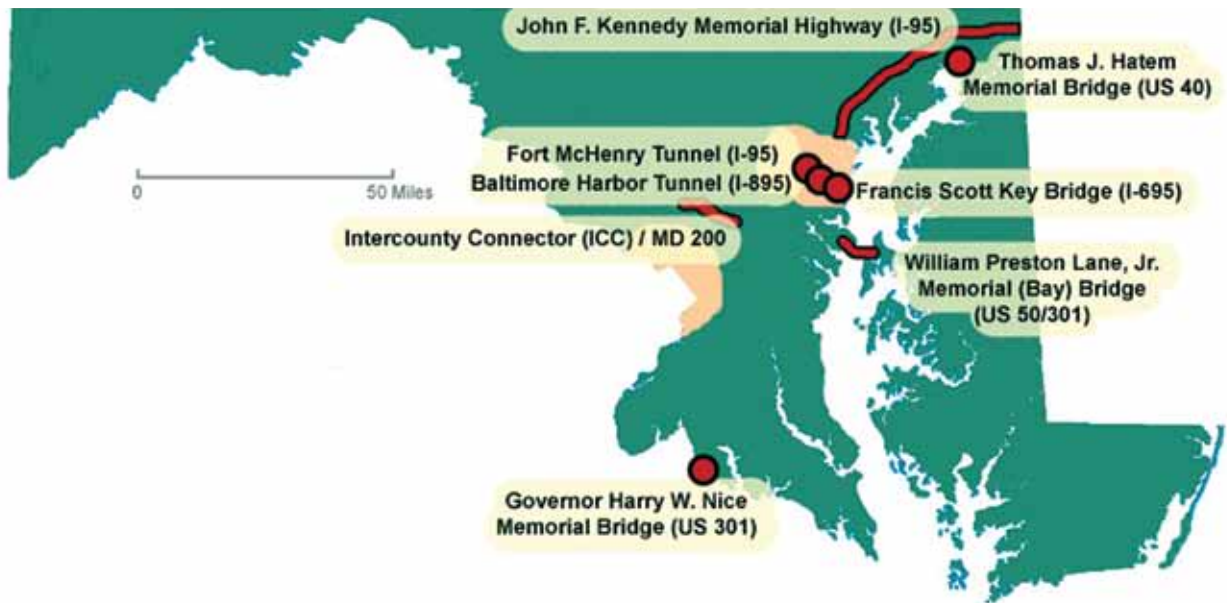 John F. Kennedy Memorial Highway (I-95)
Thomas J. Hatem
Memorial Bridge (US 40)
Fort McHenry Tunnel (I-95)
Baltimore Harbor Tunnel (I-895)
Francis Scott Key Bridge (I-695)
0
50 Miles
Intercounty Connector (ICC) / MD 200
William Preston Lane, Jr.
Memorial (Bay) Bridge
(US 50/301)
Governor Harry W. Nice
Memorial Bridge (US 301)